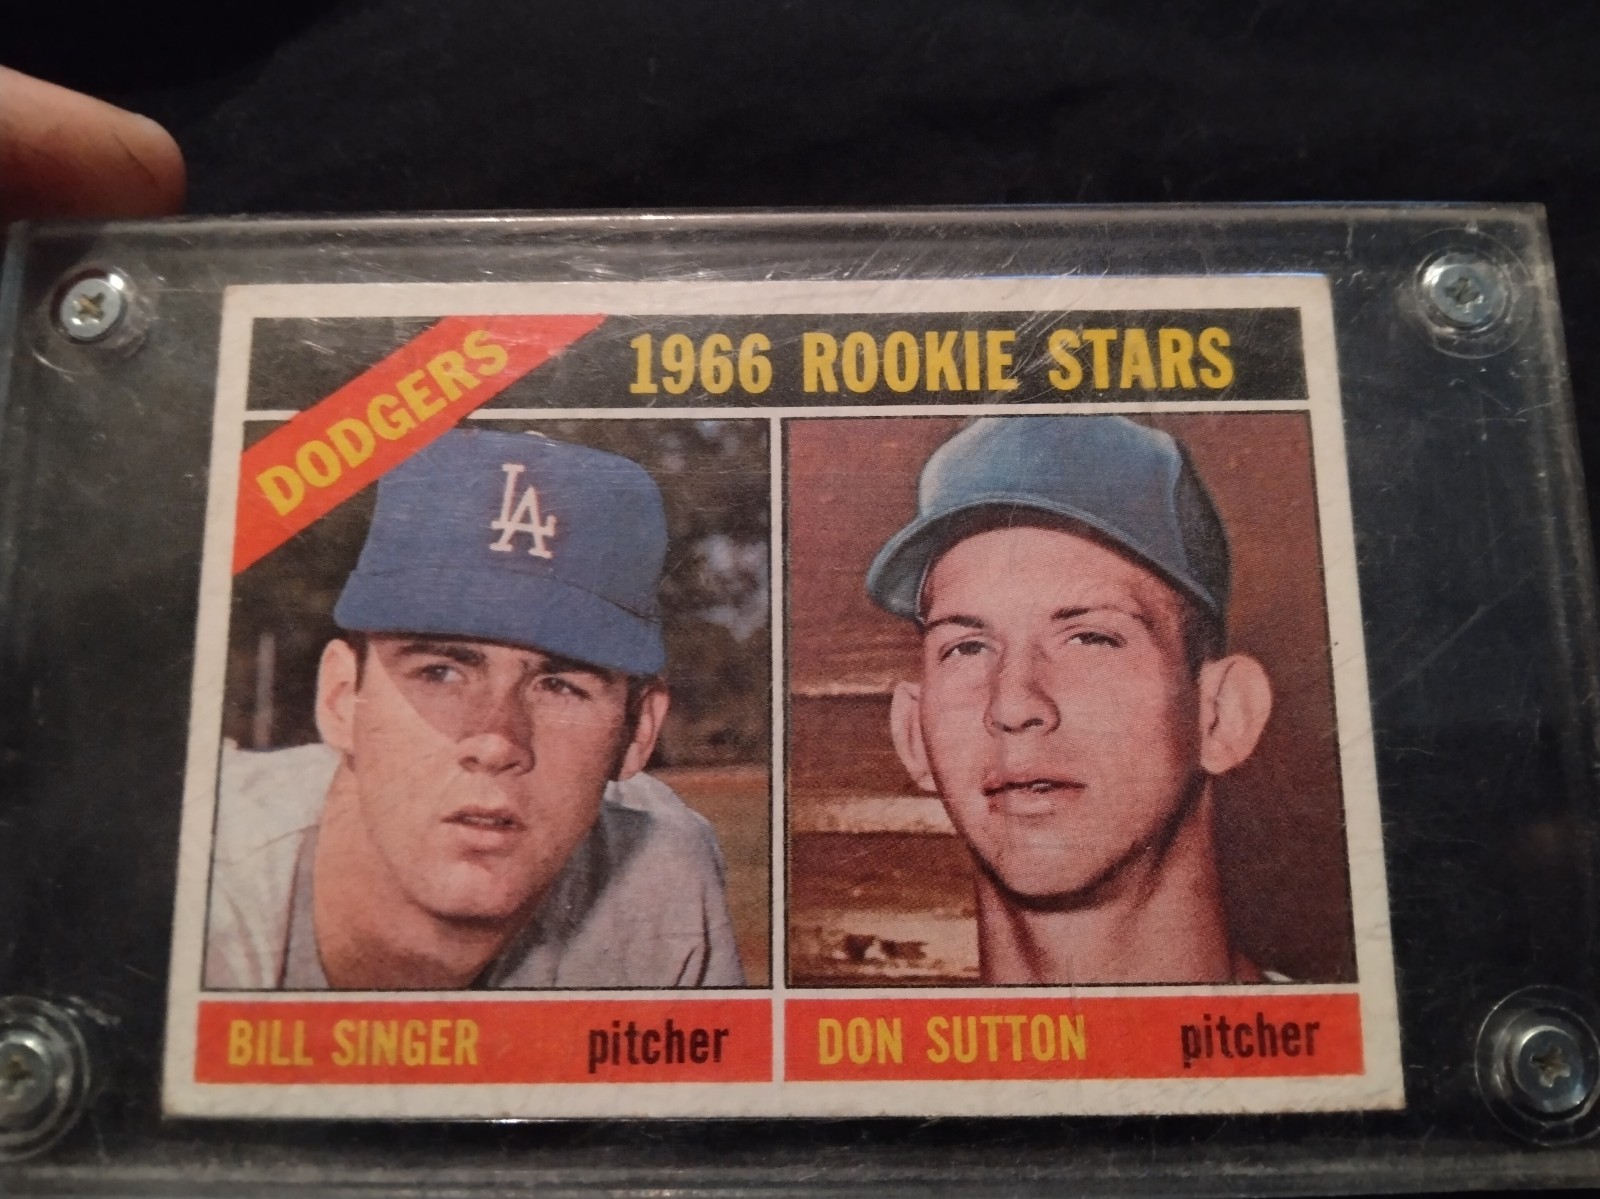 DODGERS
1966 ROOKIE STARS
LA
BILL SINGER pitcher
DON SUTTON pitcher